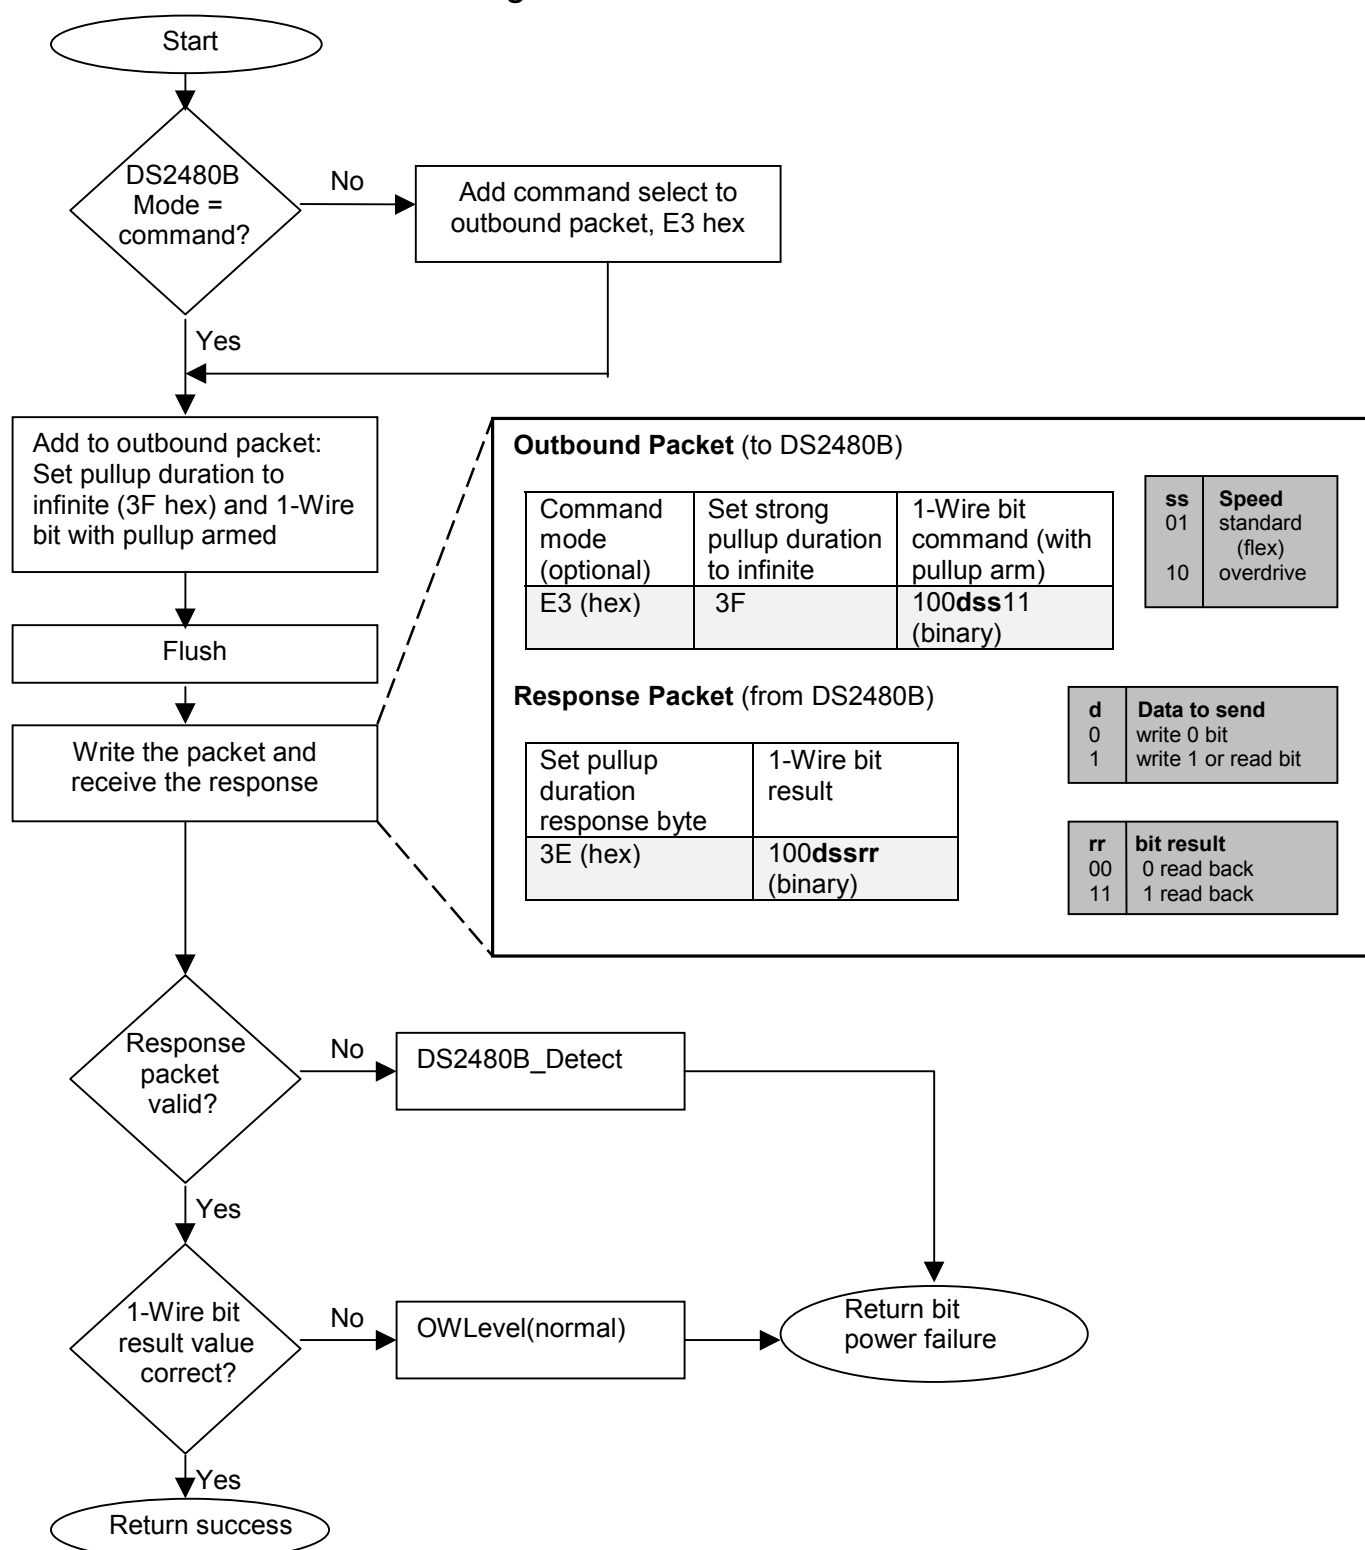 Start
DS2480B
Mode =
command?
No
Add command select to
outbound packet, E3 hex
Yes
Add to outbound packet:
Set pullup duration to
infinite (3F hex) and 1-Wire
bit with pullup armed
Flush
Write the packet and
receive the response
Outbound Packet (to DS2480B)
Command
mode
(optional)
Set strong
pullup duration
to infinite
1-Wire bit
command (with
pullup arm)
E3 (hex)
3F
100dss11
(binary)
ss Speed
01 standard
(flex)
10 overdrive
Response Packet (from DS2480B)
Set pullup
duration
response byte
1-Wire bit
result
3E (hex)
100dssrr
(binary)
d Data to send
0 write 0 bit
1 write 1 or read bit
rr bit result
00 0 read back
11 1 read back
Response
packet
valid?
No
DS2480B_Detect
Yes
1-Wire bit
result value
correct?
No
OWLevel(normal)
Return bit
power failure
Yes
Return success